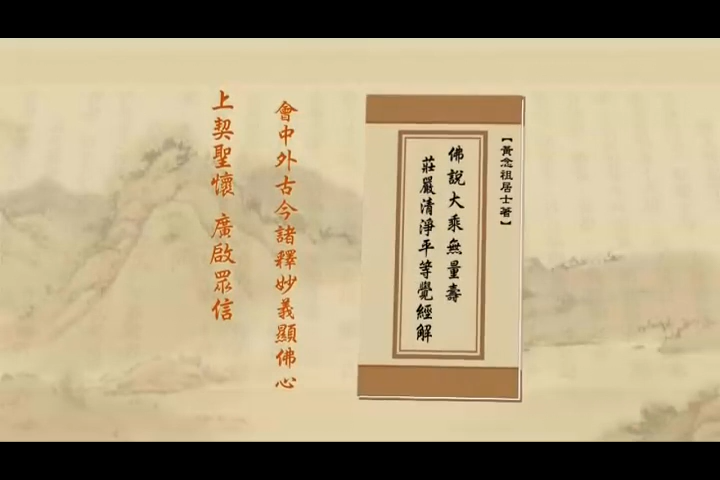 【黃念祖居士著】
佛說大乘無量壽
莊嚴清淨平等覺經解
會中外古今諸釋妙義顯佛心
上契聖懷 廣啟眾信